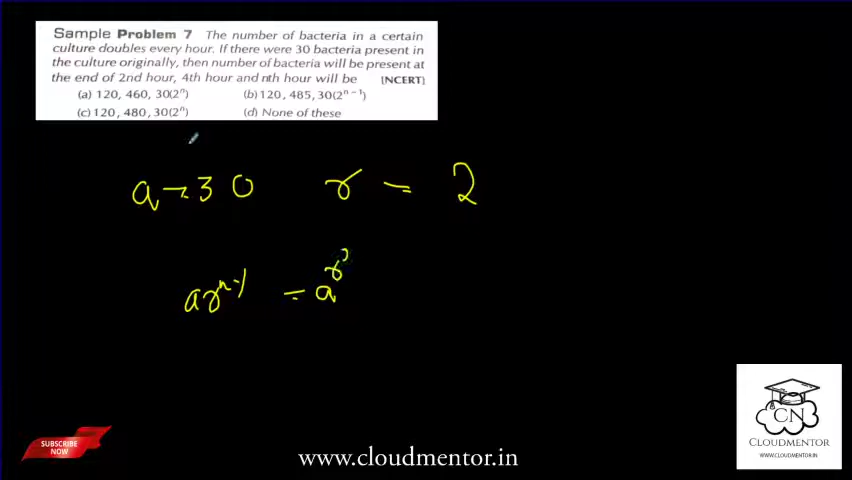 Sample Problem 7 The number of bacteria in a certain
culture doubles every hour. If there were 30 bacteria present in
the culture originally, then number of bacteria will be present at
the end of 2nd hour, 4th hour and nth hour will be [NCERT]
(a) 120, 460, 30(2ⁿ) (b) 120, 485, 30(2ⁿ⁻¹)
(c) 120, 480, 30(2ⁿ) (d) None of these
a = 30 r = 2
arⁿ⁻¹ = a
CN
CLOUDMENTOR
WWW.CLOUDMENTOR.IN
SUBSCRIBE
NOW
www.cloudmentor.in